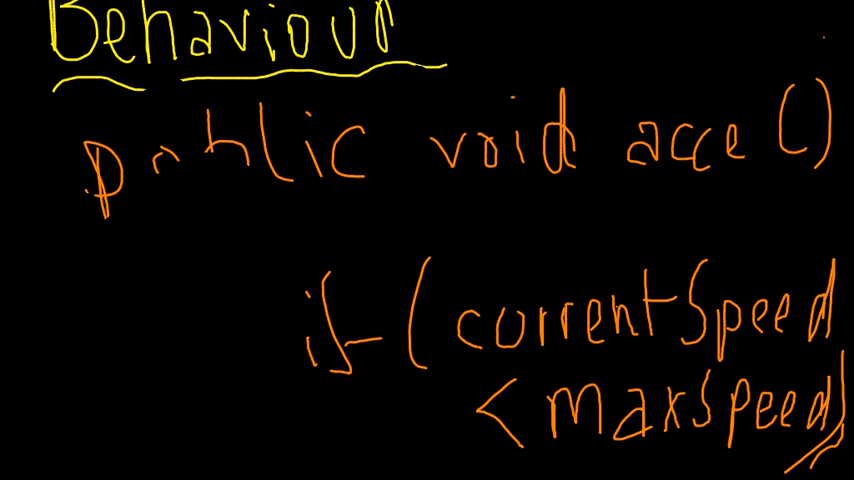 Behaviour
public void acce()
if (currentSpeed
< maxSpeed)